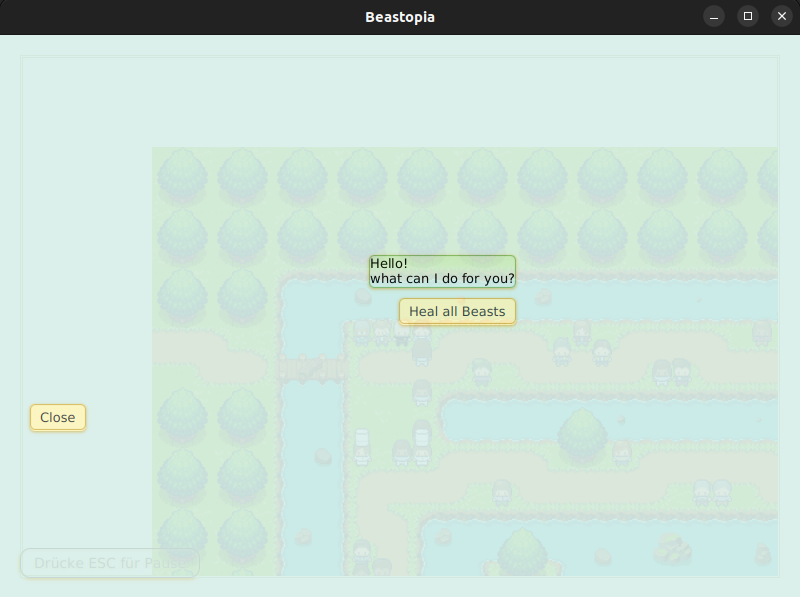 Beastopia
Hello!
what can I do for you?
Heal all Beasts
Close
Drücke ESC für Pause